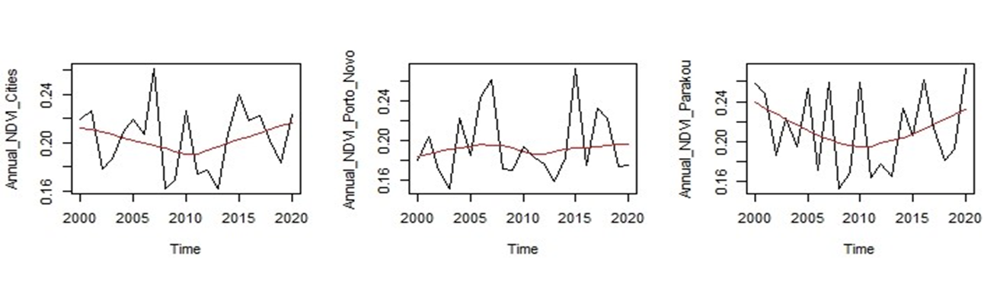 Annual_NDVI_Cities
0.24
0.20
0.16
2000 2005 2010 2015 2020
Time
Annual_NDVI_Porto_Novo
0.24
0.20
0.16
2000 2005 2010 2015 2020
Time
Annual_NDVI_Parakou
0.24
0.20
0.16
2000 2005 2010 2015 2020
Time